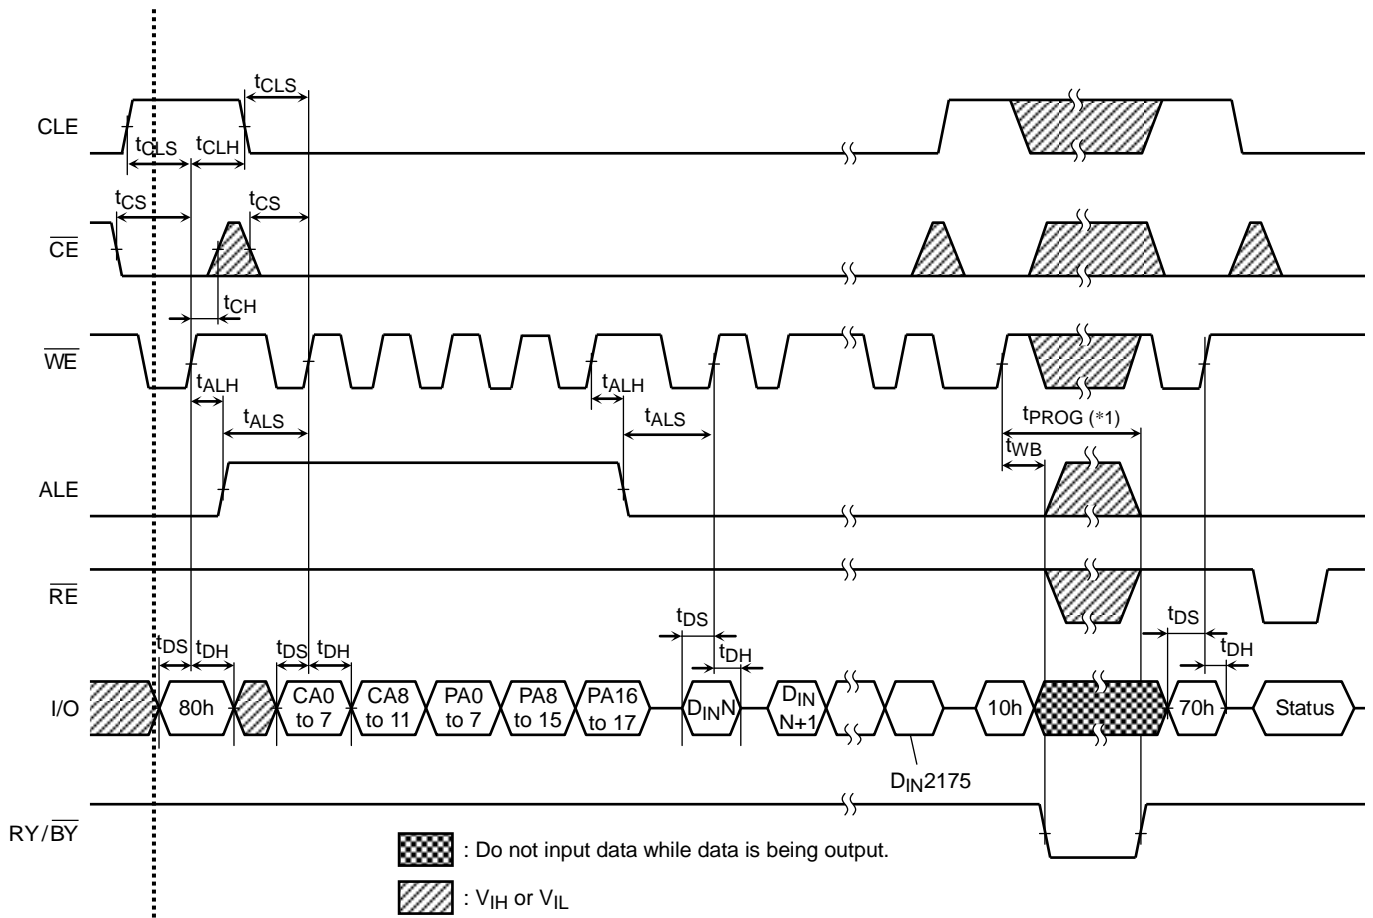 tCLS
CLE
tCLS tCLH
tCS tCS
CE
tCH
WE
tALH tALH
tALS tALS tPROG (*1)
tWB
ALE
RE
tDS tDH tDS tDH tDS tDH tDS tDH
I/O 80h CA0 to 7 CA8 to 11 PA0 to 7 PA8 to 15 PA16 to 17 DINN DIN N+1 10h 70h Status
DIN2175
RY/BY
: Do not input data while data is being output.
: VIH or VIL